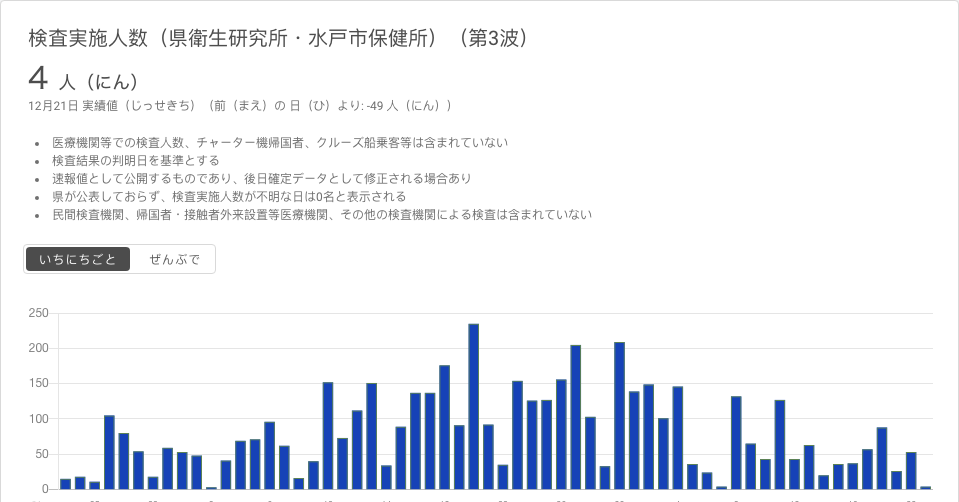 検査実施人数（県衛生研究所・水戸市保健所）（第3波）
4 人（にん）
12月21日 実績値（じっせきち）（前（まえ）の 日（ひ）より: -49 人（にん））
• 医療機関等での検査人数、チャーター機帰国者、クルーズ船乗客等は含まれていない
• 検査結果の判明日を基準とする
• 速報値として公開するものであり、後日確定データとして修正される場合あり
• 県が公表しておらず、検査実施人数が不明な日は0名と表示される
• 民間検査機関、帰国者・接触者外来設置等医療機関、その他の検査機関による検査は含まれていない
いちにちごと ぜんぶで
250
200
150
100
50
0